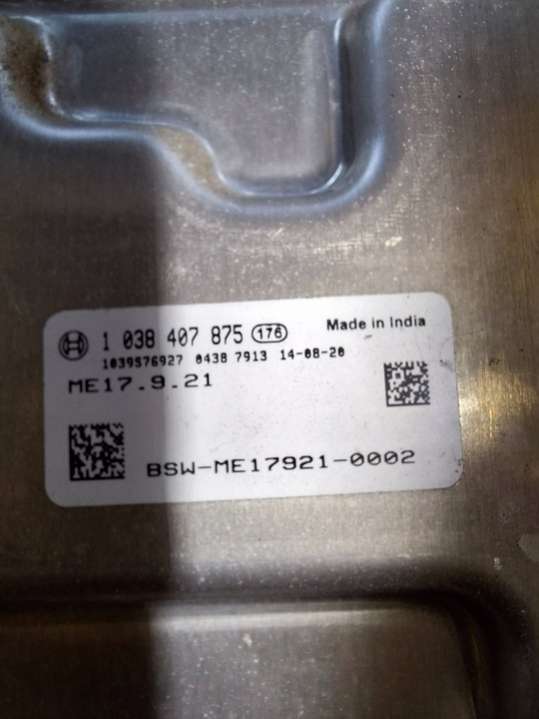 1 038 407 875 176 Made in India
1039S76927 0438 7913 14-08-20
ME17.9.21
BSW-ME17921-0002